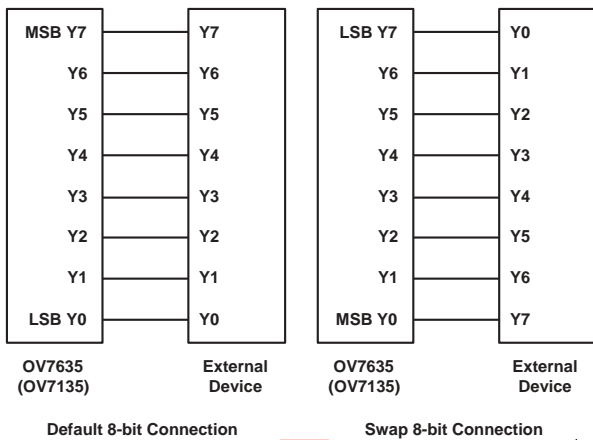 MSB Y7 Y7
Y6 Y6
Y5 Y5
Y4 Y4
Y3 Y3
Y2 Y2
Y1 Y1
LSB Y0 Y0
OV7635 External
(OV7135) Device
Default 8-bit Connection
LSB Y7 Y0
Y6 Y1
Y5 Y2
Y4 Y3
Y3 Y4
Y2 Y5
Y1 Y6
MSB Y0 Y7
OV7635 External
(OV7135) Device
Swap 8-bit Connection